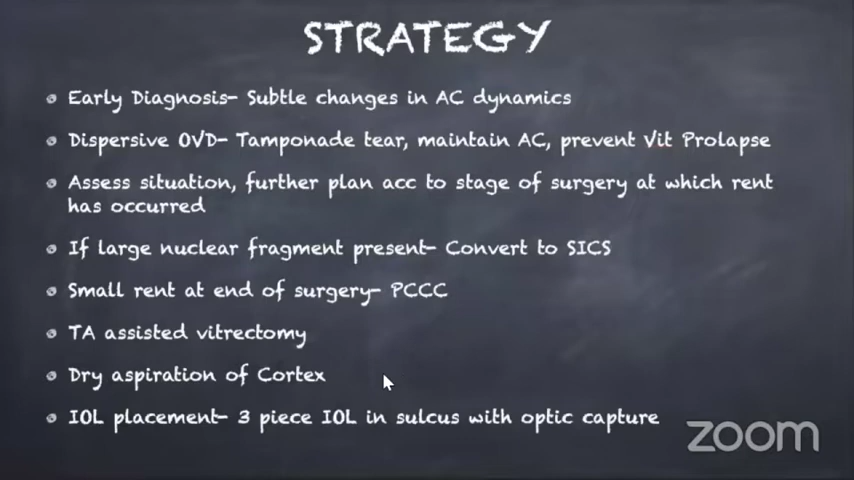 STRATEGY
Early Diagnosis- Subtle changes in AC dynamics
Dispersive OVD- Tamponade tear, maintain AC, prevent Vit Prolapse
Assess situation, further plan acc to stage of surgery at which rent
has occurred
If large nuclear fragment present- Convert to SICS
Small rent at end of surgery- PCCC
TA assisted vitrectomy
Dry aspiration of Cortex
IOL placement- 3 piece IOL in sulcus with optic capture
zoom